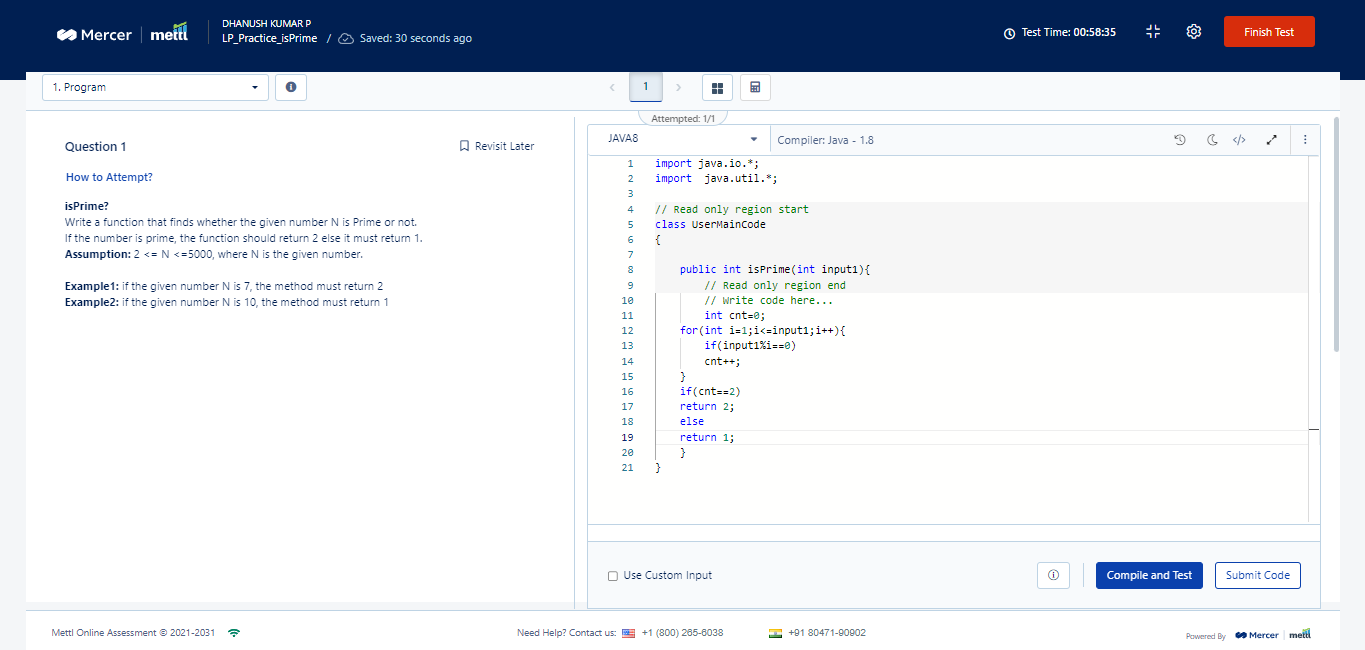 Mercer | mettl
DHANUSH KUMAR P
LP_Practice_isPrime / Saved: 30 seconds ago
Test Time: 00:58:35
Finish Test
1. Program
1
Attempted: 1/1
Question 1
Revisit Later
How to Attempt?
isPrime?
Write a function that finds whether the given number N is Prime or not.
If the number is prime, the function should return 2 else it must return 1.
Assumption: 2 <= N <=5000, where N is the given number.
Example1: if the given number N is 7, the method must return 2
Example2: if the given number N is 10, the method must return 1
JAVA8
Compiler: Java - 1.8
1 import java.io.*;
2 import  java.util.*;
3
4 // Read only region start
5 class UserMainCode
6 {
7
8     public int isPrime(int input1){
9         // Read only region end
10         // Write code here...
11         int cnt=0;
12     for(int i=1;i<=input1;i++){
13         if(input1%i==0)
14         cnt++;
15     }
16     if(cnt==2)
17     return 2;
18     else
19     return 1;
20     }
21 }
Use Custom Input
Compile and Test
Submit Code
Mettl Online Assessment © 2021-2031
Need Help? Contact us: +1 (800) 265-6038
+91 80471-90902
Powered By Mercer | mettl